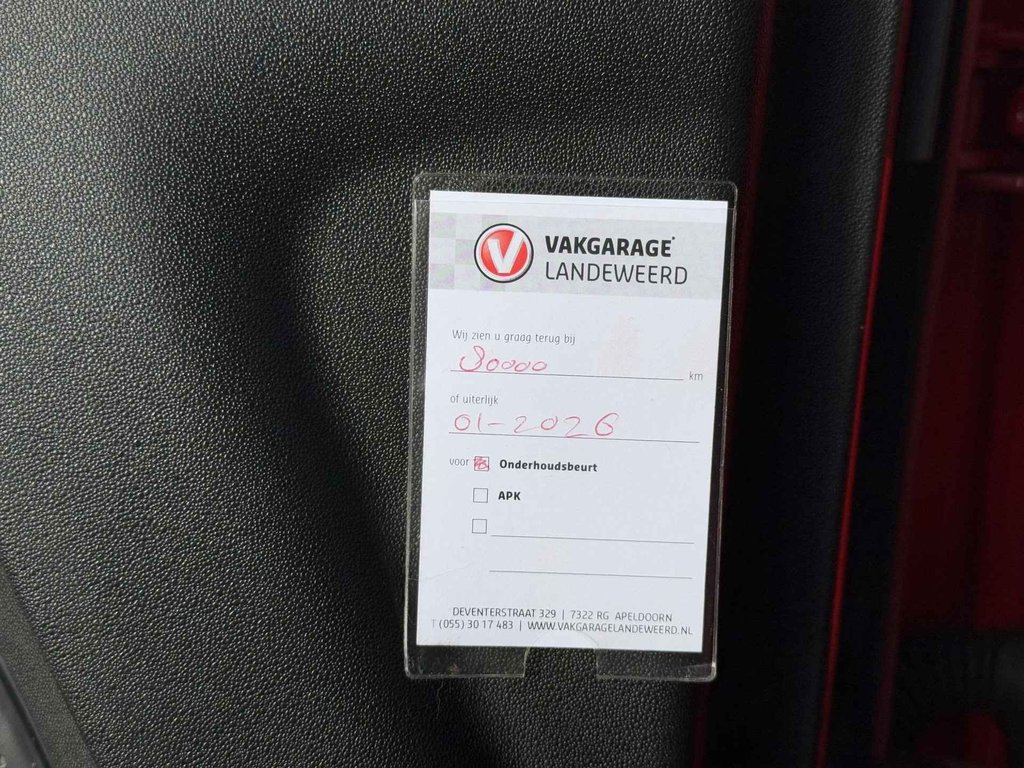 V VAKGARAGE
LANDEWEERD
Wij zien u graag terug bij
80000 km
of uiterlijk
01-2026
voor Onderhoudsbeurt
APK
DEVENTERSTRAAT 329 | 7322 RG APELDOORN
T (055) 30 17 483 | WWW.VAKGARAGELANDEWEERD.NL